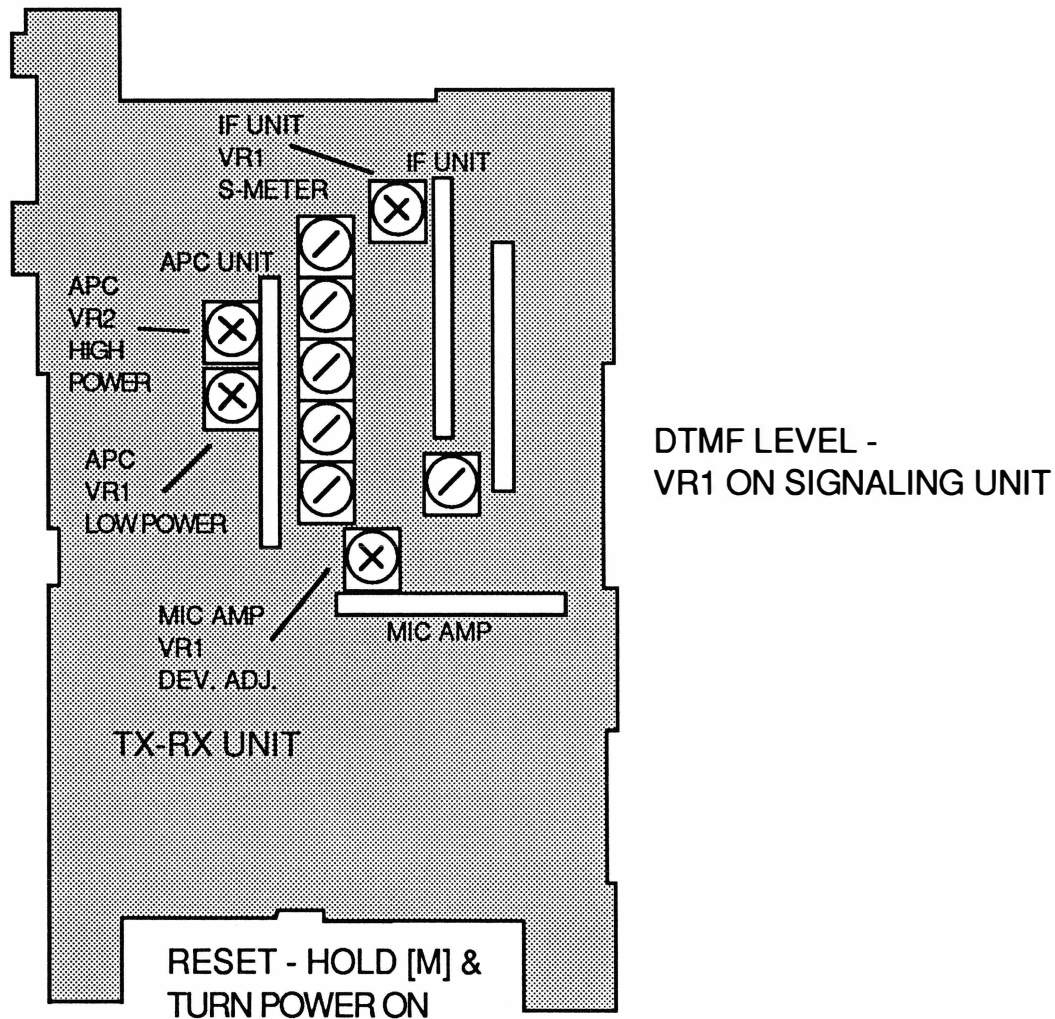 IF UNIT
VR1
S-METER
IF UNIT
APC UNIT
APC
VR2
HIGH
POWER
APC
VR1
LOW POWER
DTMF LEVEL -
VR1 ON SIGNALING UNIT
MIC AMP
VR1
DEV. ADJ.
MIC AMP
TX-RX UNIT
RESET - HOLD [M] &
TURN POWER ON